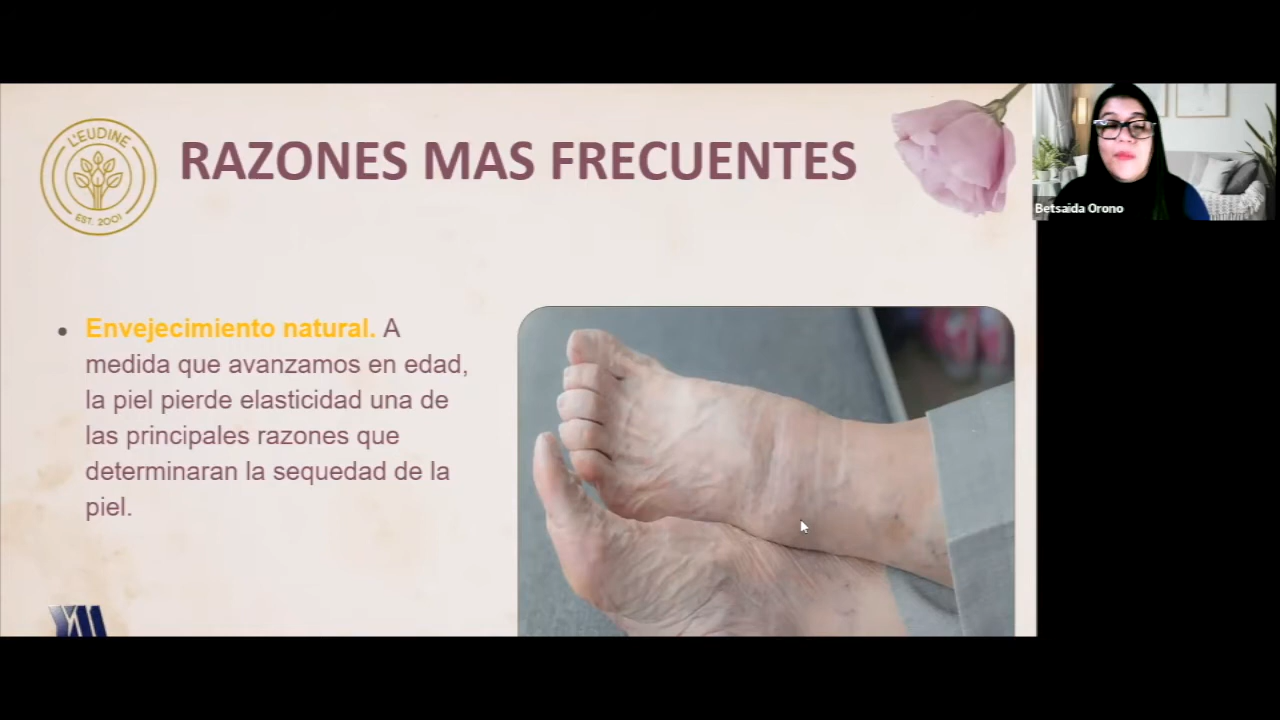 L'EUDINE
EST. 2001
RAZONES MAS FRECUENTES
Betsaida Orono
• Envejecimiento natural. A
medida que avanzamos en edad,
la piel pierde elasticidad una de
las principales razones que
determinaran la sequedad de la
piel.